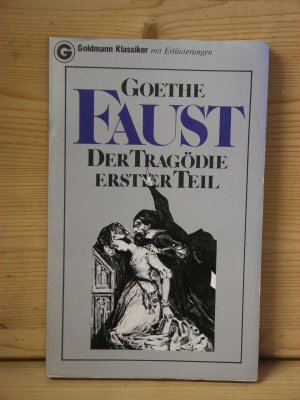 G Goldmann Klassiker mit Erläuterungen
GOETHE
FAUST
DER TRAGÖDIE
ERSTER TEIL